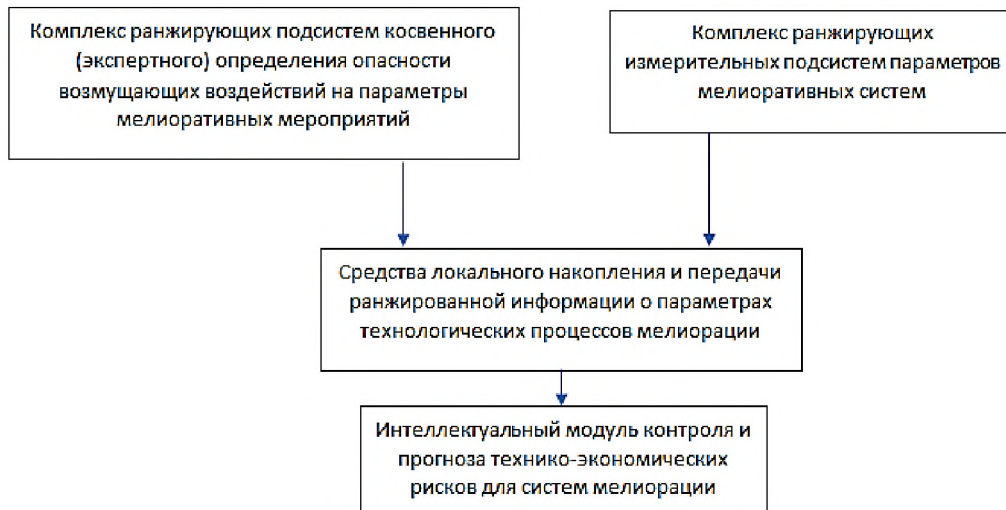 Комплекс ранжирующих подсистем косвенного
(экспертного) определения опасности
возмущающих воздействий на параметры
мелиоративных мероприятий
Комплекс ранжирующих
измерительных подсистем параметров
мелиоративных систем
Средства локального накопления и передачи
ранжированной информации о параметрах
технологических процессов мелиорации
Интеллектуальный модуль контроля и
прогноза технико-экономических
рисков для систем мелиорации